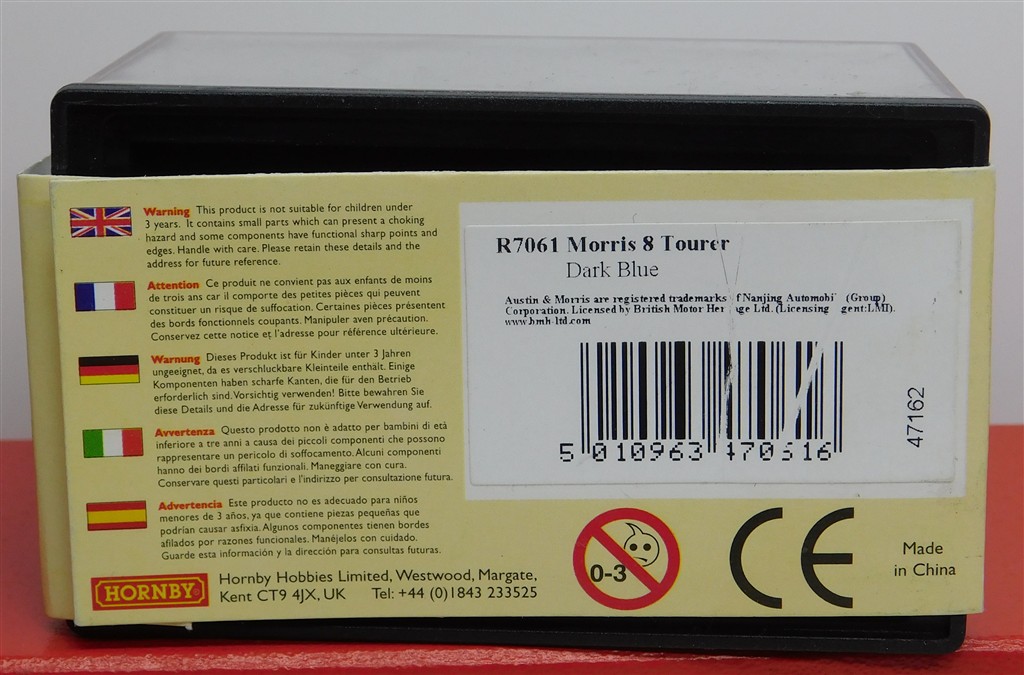 Warning This product is not suitable for children under
3 years. It contains small parts which can present a choking
hazard and some components have functional sharp points and
edges. Handle with care. Please retain these details and the
address for future reference.
Attention Ce produit ne convient pas aux enfants de moins
de trois ans car il comporte des petites pièces qui peuvent
constituer un risque de suffocation. Certaines pièces présentent
des bords fonctionnels coupants. Manipuler aven précaution.
Conservez cette notice et l'adresse pour référence ultérieure.
Warnung Dieses Produkt ist für Kinder unter 3 Jahren
ungeeignet, da es verschluckbare Kleinteile enthält. Einige
Komponenten haben scharfe Kanten, die für den Betrieb
erforderlich sind. Vorsichtig verwenden! Bitte bewahren Sie
diese Details und die Adresse für zukünftige Verwendung auf.
Avvertenza Questo prodotto non è adatto per bambini di età
inferiore a tre anni a causa dei piccoli componenti che possono
rappresentare un pericolo di soffocamento. Alcuni componenti
hanno dei bordi affilati funzionali. Maneggiare con cura.
Conservare questi particolari e l'indirizzo per consultazione futura.
Advertencia Este producto no es adecuado para niños
menores de 3 años, ya que contiene piezas pequeñas que
podrían causar asfixia. Algunos componentes tienen bordes
afilados por razones funcionales. Manéjelos con cuidado.
Guarde esta información y la dirección para consultas futuras.
HORNBY
Hornby Hobbies Limited, Westwood, Margate,
Kent CT9 4JX, UK Tel: +44 (0)1843 233525
R7061 Morris 8 Tourer
Dark Blue
Austin & Morris are registered trademarks Nanjing (Group)
Corporation. Licensed by British Motor Ltd. (Licensing
www.bmh-ltd.com
5 010963
47162
0-3
CE
Made
in China